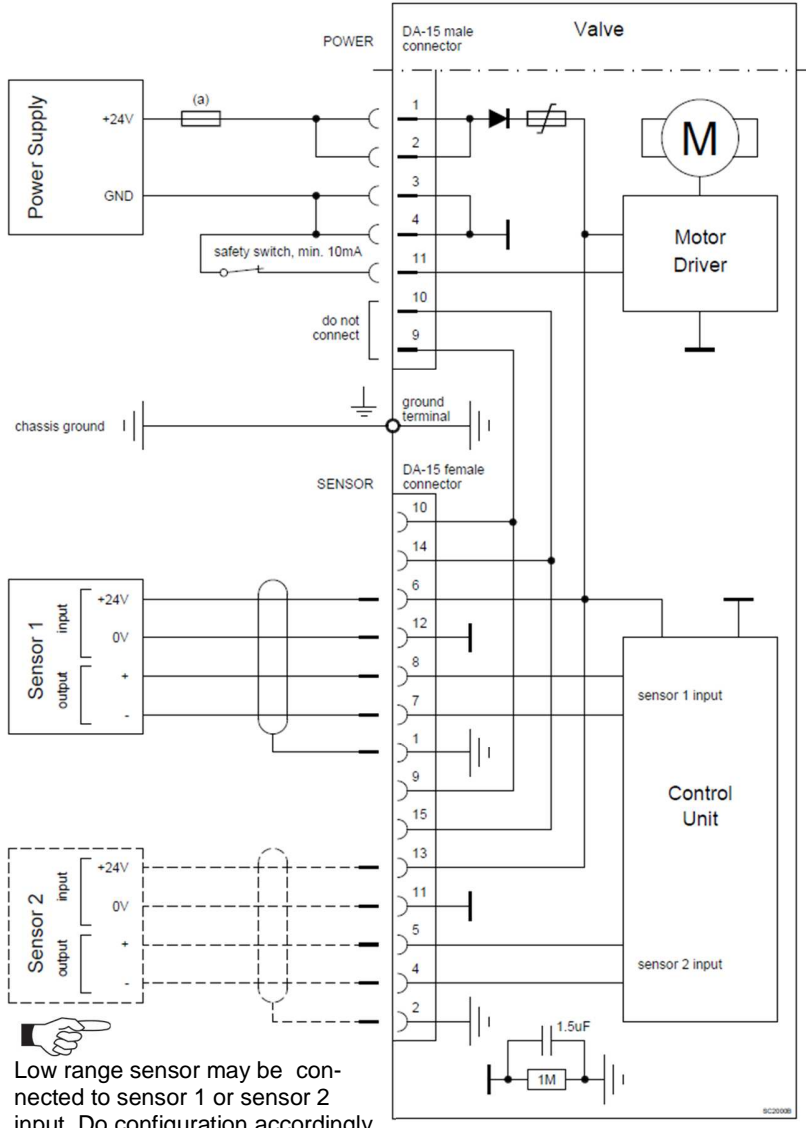 Valve
POWER
DA-15 male
connector
Power Supply
+24V
(a)
GND
safety switch, min. 10mA
1
2
3
4
11
10
9
do not
connect
M
Motor
Driver
chassis ground
ground
terminal
SENSOR
DA-15 female
connector
10
14
6
12
8
7
1
9
15
13
11
5
4
2
Sensor 1
input
output
+24V
0V
+
-
Sensor 2
input
output
+24V
0V
+
-
sensor 1 input
Control
Unit
sensor 2 input
1.5uF
1M
Low range sensor may be con-
nected to sensor 1 or sensor 2
input. Do configuration accordingly